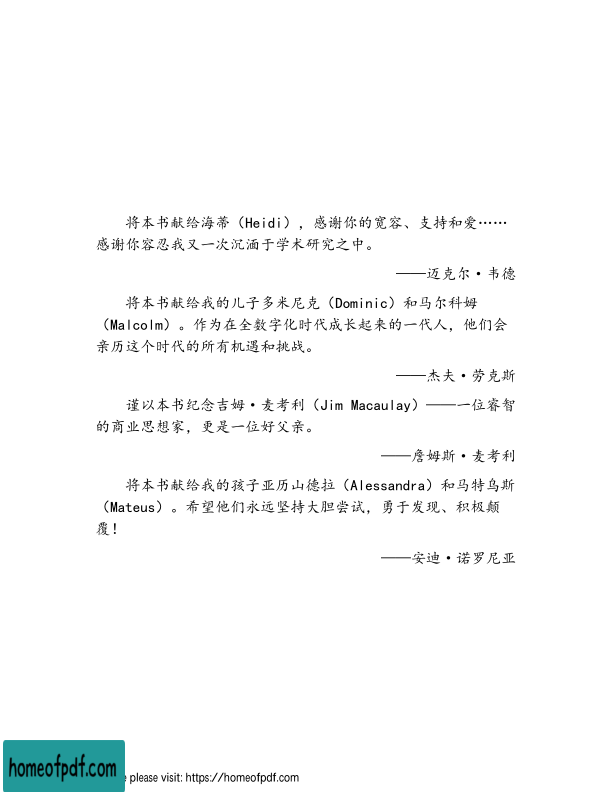 将本书献给海蒂（Heidi），感谢你的宽容、支持和爱……
感谢你容忍我又一次沉湎于学术研究之中。
——迈克尔·韦德
将本书献给我的儿子多米尼克（Dominic）和马尔科姆
（Malcolm）。作为在全数字化时代成长起来的一代人，他们会
亲历这个时代的所有机遇和挑战。
——杰夫·劳克斯
谨以本书纪念吉姆·麦考利（Jim Macaulay）——一位睿智
的商业思想家，更是一位好父亲。
——詹姆斯·麦考利
将本书献给我的孩子亚历山德拉（Alessandra）和马特乌斯
（Mateus）。希望他们永远坚持大胆尝试，勇于发现、积极颠
覆！
——安迪·诺罗尼亚
homeofpdf.com
please visit: https://homeofpdf.com